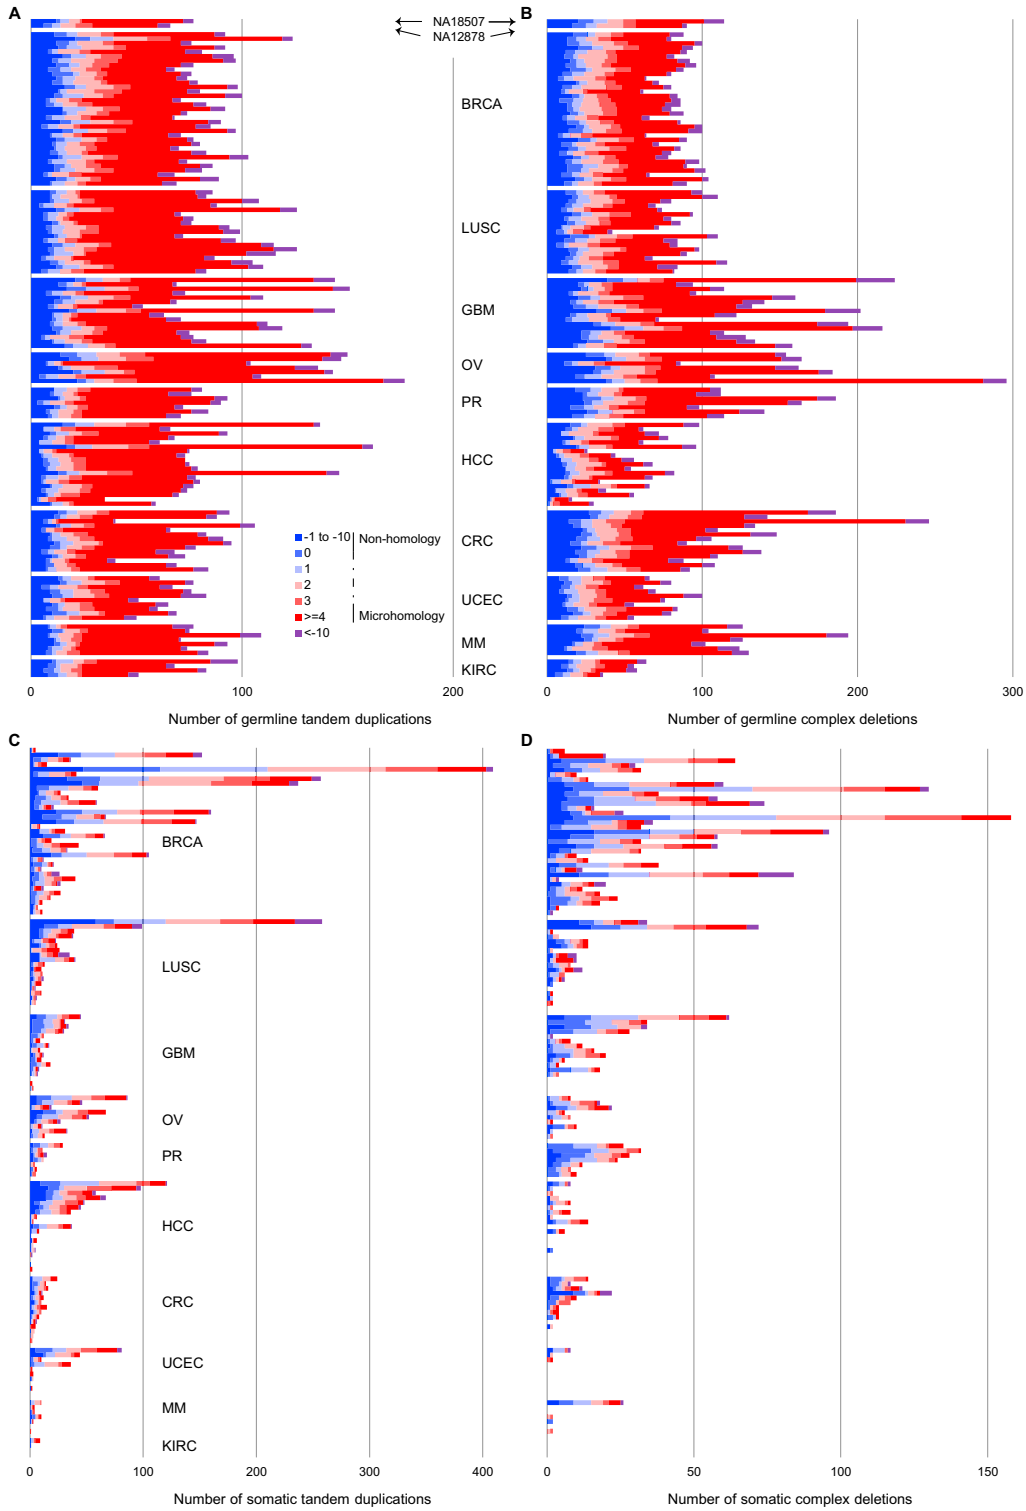 A
NA18507
NA12878
B
BRCA
LUSC
GBM
OV
PR
HCC
CRC
UCEC
MM
KIRC
-1 to -10
0
1
2
3
>=4
<-10
Non-homology
Microhomology
0
100
200
0
100
200
300
Number of germline tandem duplications
Number of germline complex deletions
C
D
BRCA
LUSC
GBM
OV
PR
HCC
CRC
UCEC
MM
KIRC
0
100
200
300
400
0
50
100
150
Number of somatic tandem duplications
Number of somatic complex deletions